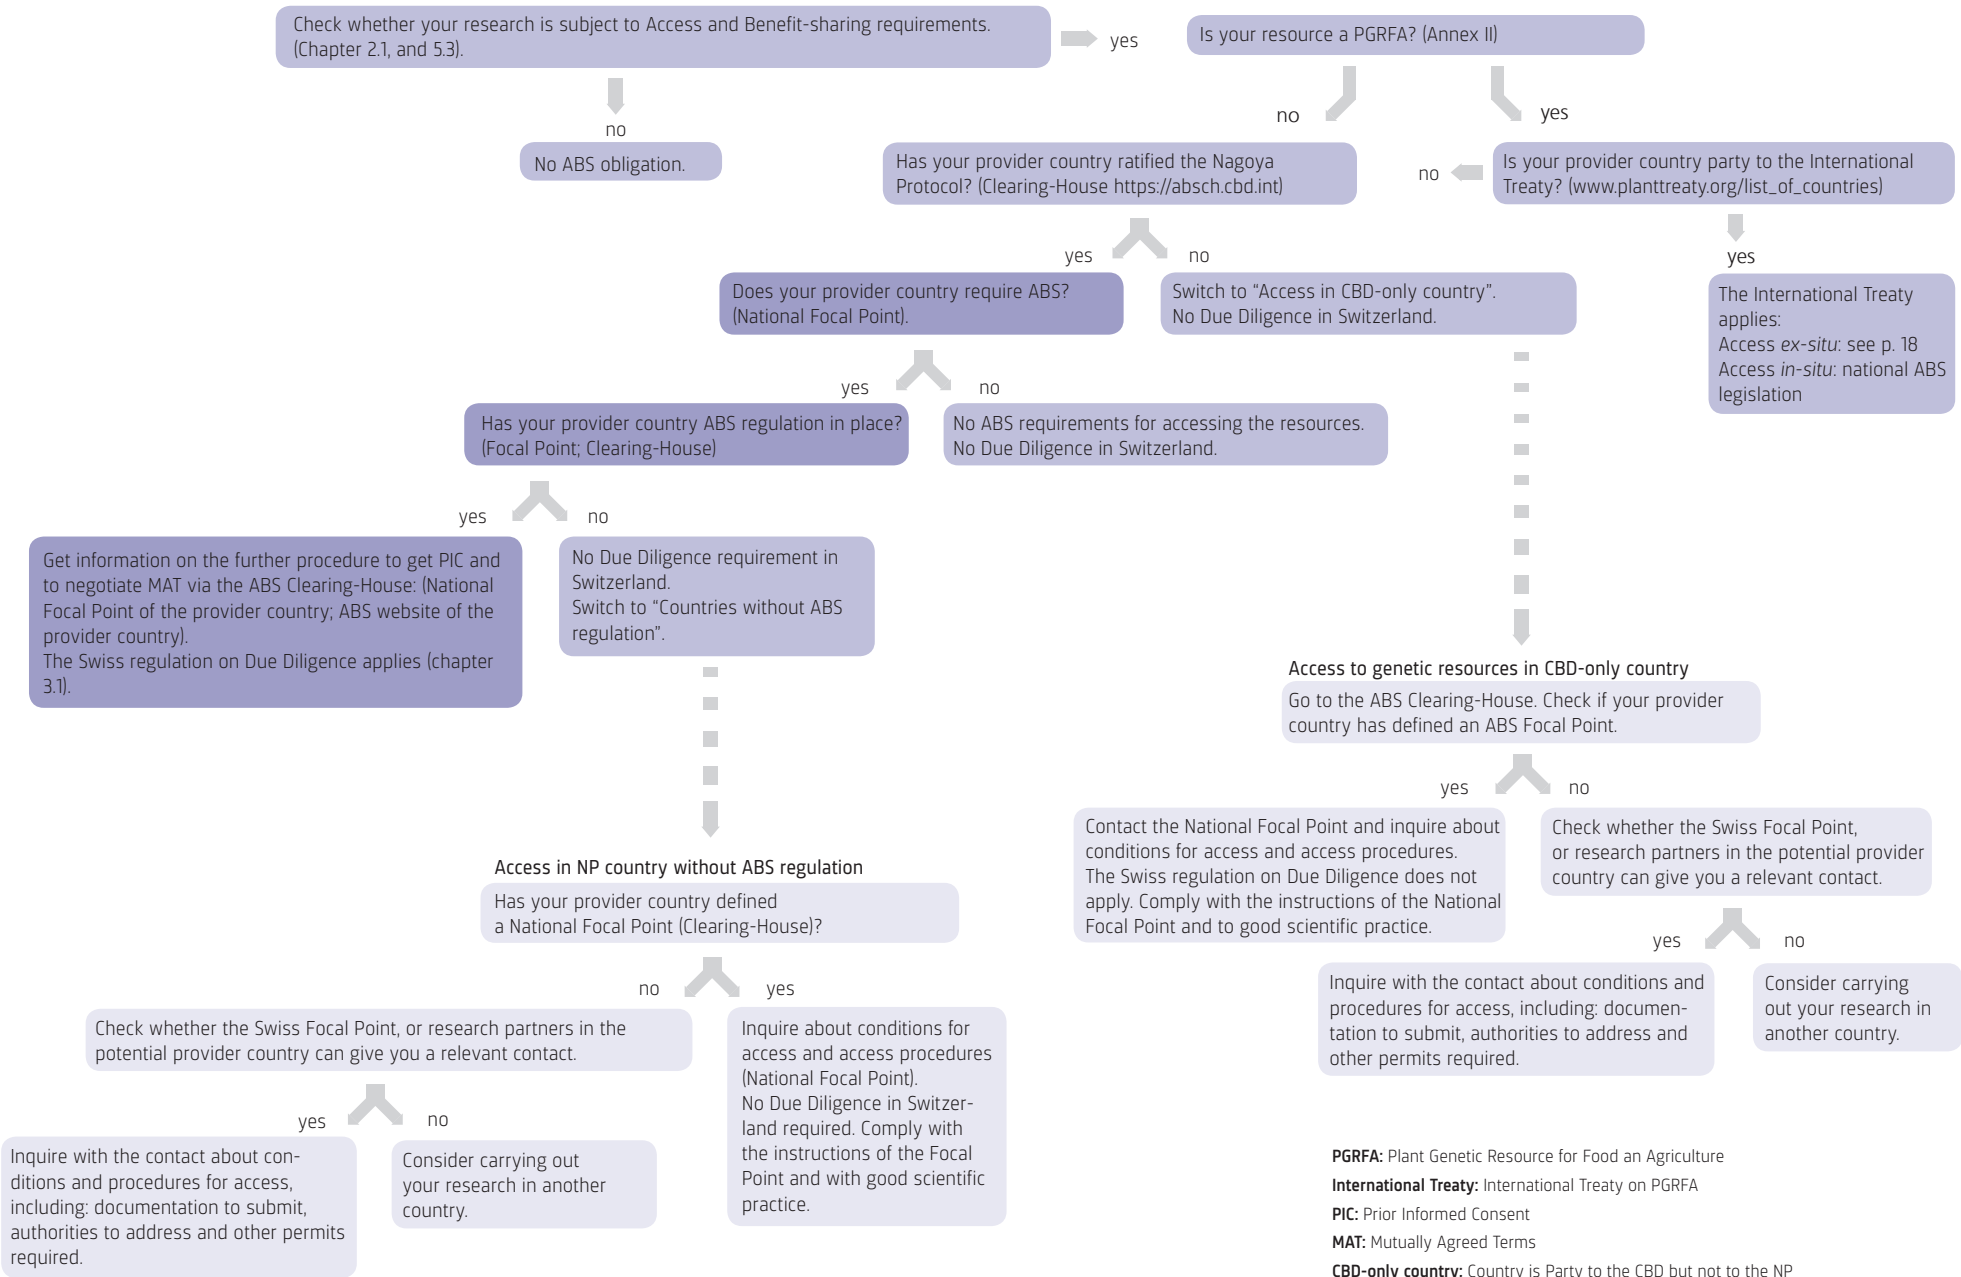 Check whether your research is subject to Access and Benefit-sharing requirements.
(Chapter 2.1, and 5.3).
yes
Is your resource a PGRFA? (Annex II)
no
No ABS obligation.
no
yes
Has your provider country ratified the Nagoya
Protocol? (Clearing-House https://absch.cbd.int)
no
Is your provider country party to the International
Treaty? (www.planttreaty.org/list_of_countries)
yes
no
yes
Does your provider country require ABS?
(National Focal Point).
Switch to “Access in CBD-only country”.
No Due Diligence in Switzerland.
The International Treaty
applies:
Access ex-situ: see p. 18
Access in-situ: national ABS
legislation
yes
no
Has your provider country ABS regulation in place?
(Focal Point; Clearing-House)
No ABS requirements for accessing the resources.
No Due Diligence in Switzerland.
yes
no
Get information on the further procedure to get PIC and
to negotiate MAT via the ABS Clearing-House: (National
Focal Point of the provider country; ABS website of the
provider country).
The Swiss regulation on Due Diligence applies (chapter
3.1).
No Due Diligence requirement in
Switzerland.
Switch to “Countries without ABS
regulation”.
Access to genetic resources in CBD-only country
Go to the ABS Clearing-House. Check if your provider
country has defined an ABS Focal Point.
yes
no
Contact the National Focal Point and inquire about
conditions for access and access procedures.
The Swiss regulation on Due Diligence does not
apply. Comply with the instructions of the National
Focal Point and to good scientific practice.
Check whether the Swiss Focal Point,
or research partners in the potential provider
country can give you a relevant contact.
yes
no
Inquire with the contact about conditions and
procedures for access, including: documen-
tation to submit, authorities to address and
other permits required.
Consider carrying
out your research in
another country.
Access in NP country without ABS regulation
Has your provider country defined
a National Focal Point (Clearing-House)?
no
yes
Check whether the Swiss Focal Point, or research partners in the
potential provider country can give you a relevant contact.
Inquire about conditions for
access and access procedures
(National Focal Point).
No Due Diligence in Switzer-
land required. Comply with
the instructions of the Focal
Point and with good scientific
practice.
yes
no
Inquire with the contact about con-
ditions and procedures for access,
including: documentation to submit,
authorities to address and other permits
required.
Consider carrying out
your research in another
country.
PGRFA: Plant Genetic Resource for Food an Agriculture
International Treaty: International Treaty on PGRFA
PIC: Prior Informed Consent
MAT: Mutually Agreed Terms
CBD-only country: Country is Party to the CBD but not to the NP